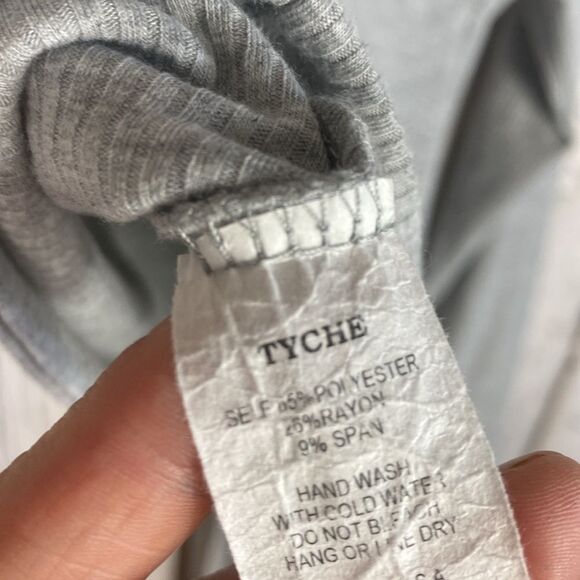 TYCHE
SELF 65% POLYESTER
26% RAYON
9% SPAN
HAND WASH
WITH COLD WATER
DO NOT BLEACH
HANG OR LINE DRY